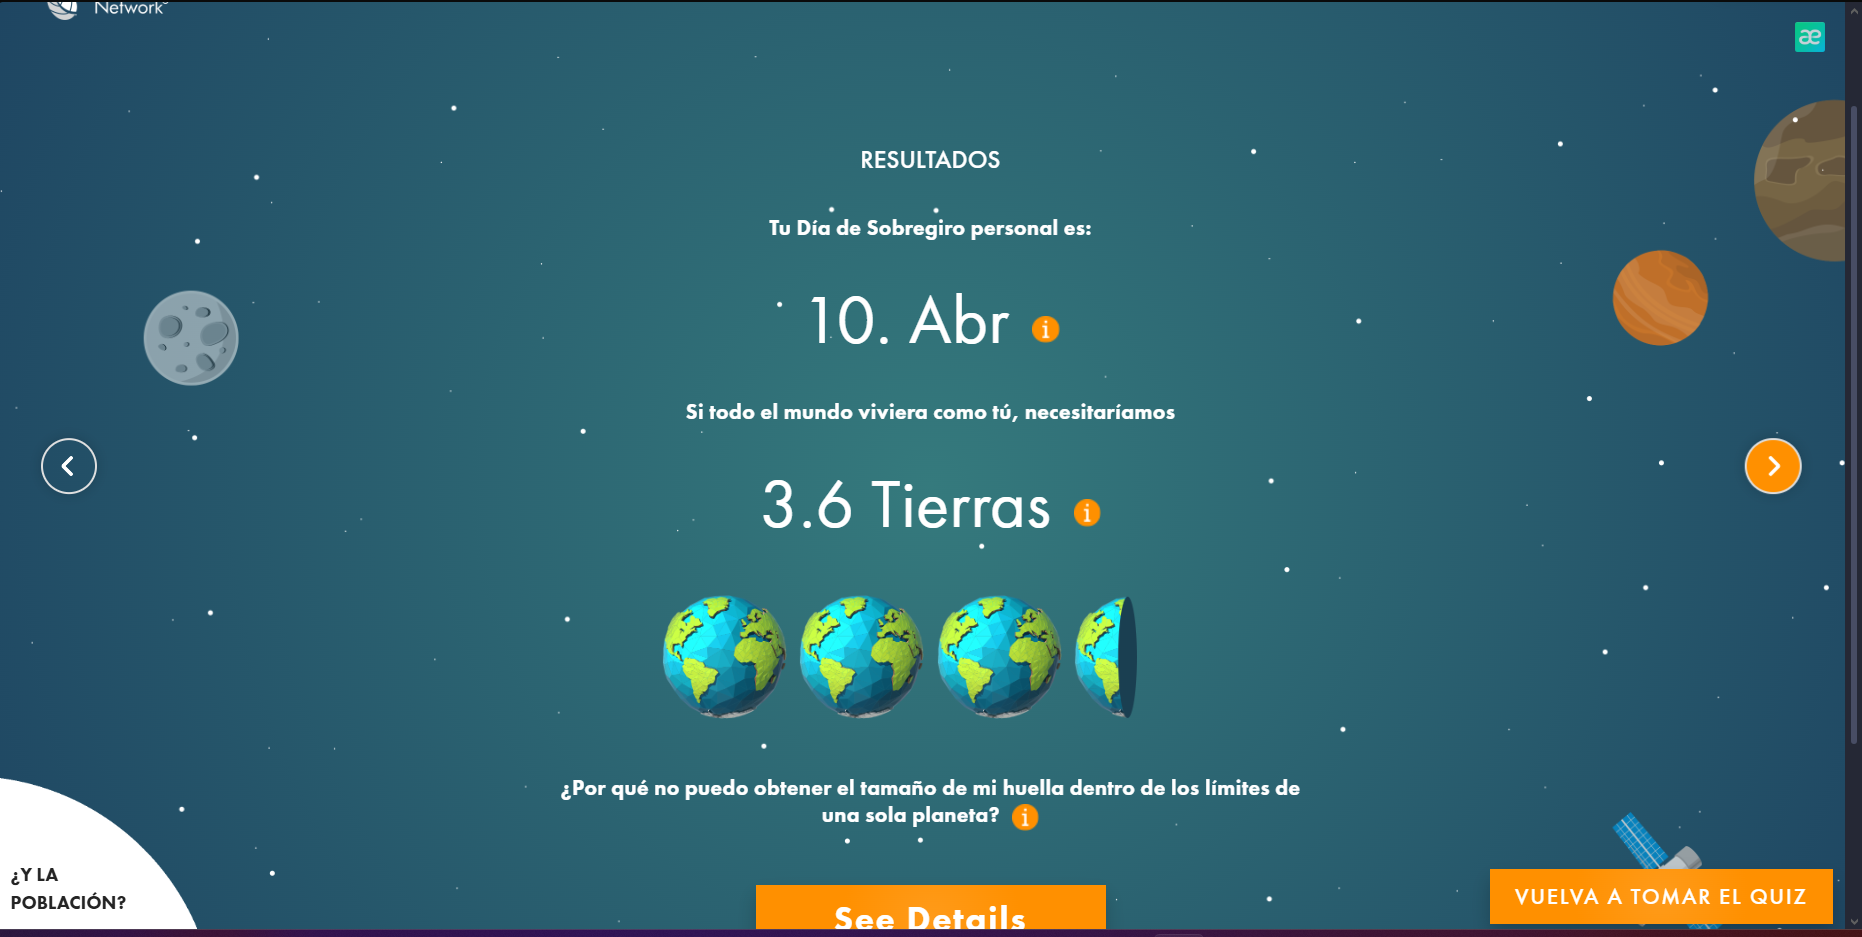 Network®
æ
RESULTADOS
Tu Día de Sobregiro personal es:
10. Abr i
Si todo el mundo viviera como tú, necesitaríamos
3.6 Tierras i
¿Por qué no puedo obtener el tamaño de mi huella dentro de los límites de
una sola planeta? i
¿Y LA
POBLACIÓN?
See Details
VUELVA A TOMAR EL QUIZ